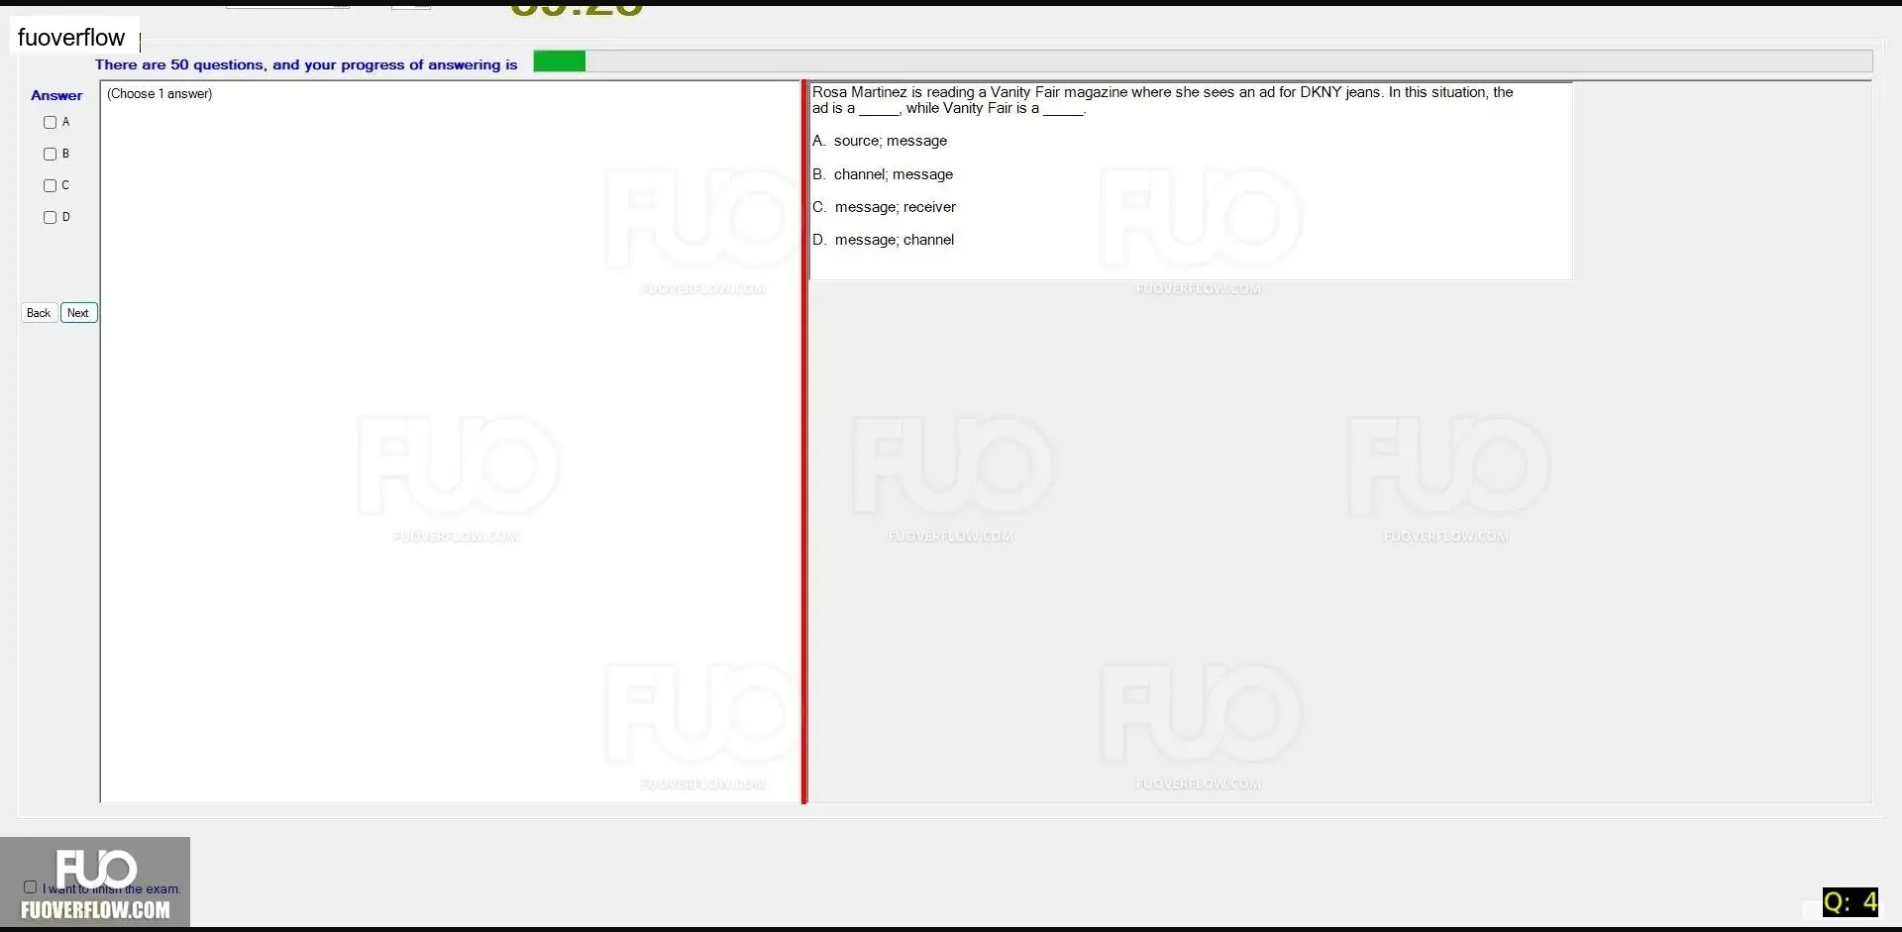 fuoverflow
There are 50 questions, and your progress of answering is
Answer
(Choose 1 answer)
A
B
C
D
Back
Next
Rosa Martinez is reading a Vanity Fair magazine where she sees an ad for DKNY jeans. In this situation, the
ad is a _____, while Vanity Fair is a _____.
A. source; message
B. channel; message
C. message; receiver
D. message; channel
FUO
FUOVERFLOW.COM
FUO
FUOVERFLOW.COM
FUO
FUOVERFLOW.COM
FUO
FUOVERFLOW.COM
FUO
FUOVERFLOW.COM
FUO
FUOVERFLOW.COM
FUO
FUOVERFLOW.COM
FUO
I want to finish the exam.
FUOVERFLOW.COM
Q: 4